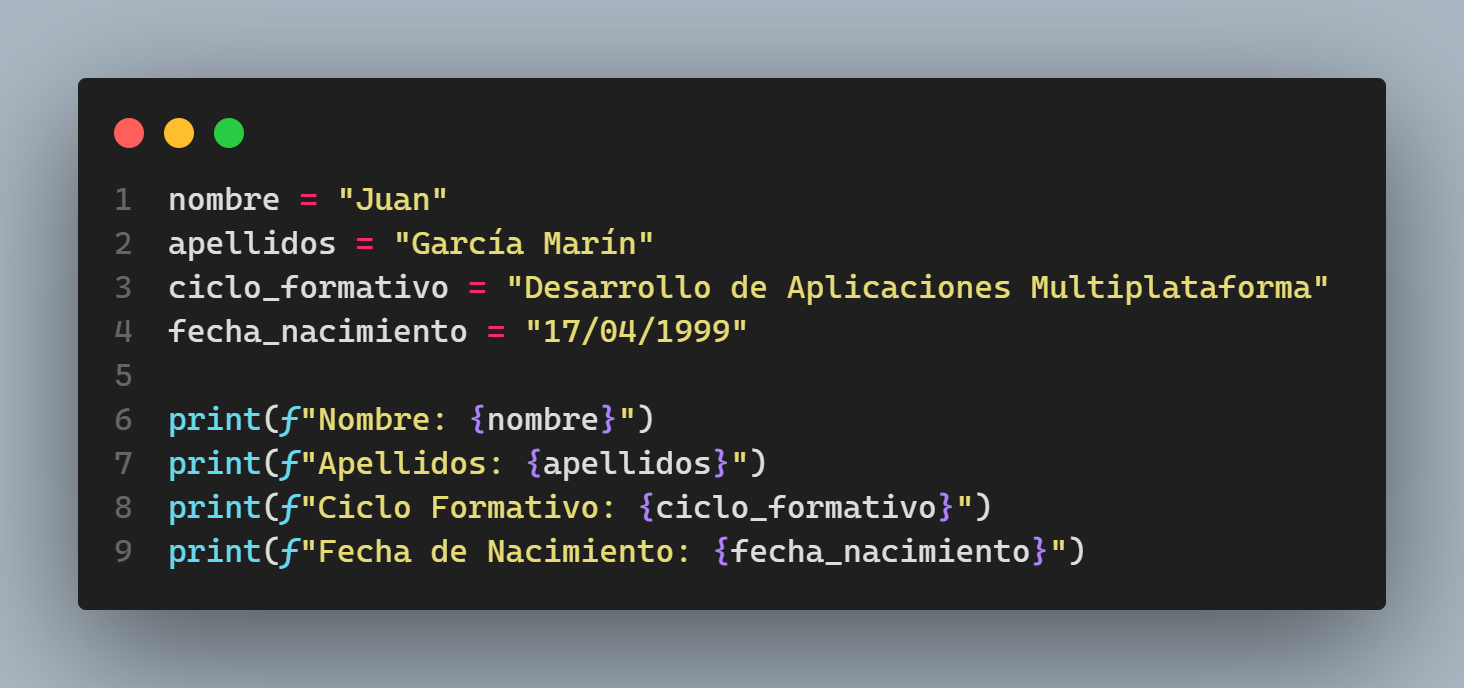 1 nombre = "Juan"
2 apellidos = "García Marín"
3 ciclo_formativo = "Desarrollo de Aplicaciones Multiplataforma"
4 fecha_nacimiento = "17/04/1999"
5
6 print(f"Nombre: {nombre}")
7 print(f"Apellidos: {apellidos}")
8 print(f"Ciclo Formativo: {ciclo_formativo}")
9 print(f"Fecha de Nacimiento: {fecha_nacimiento}")